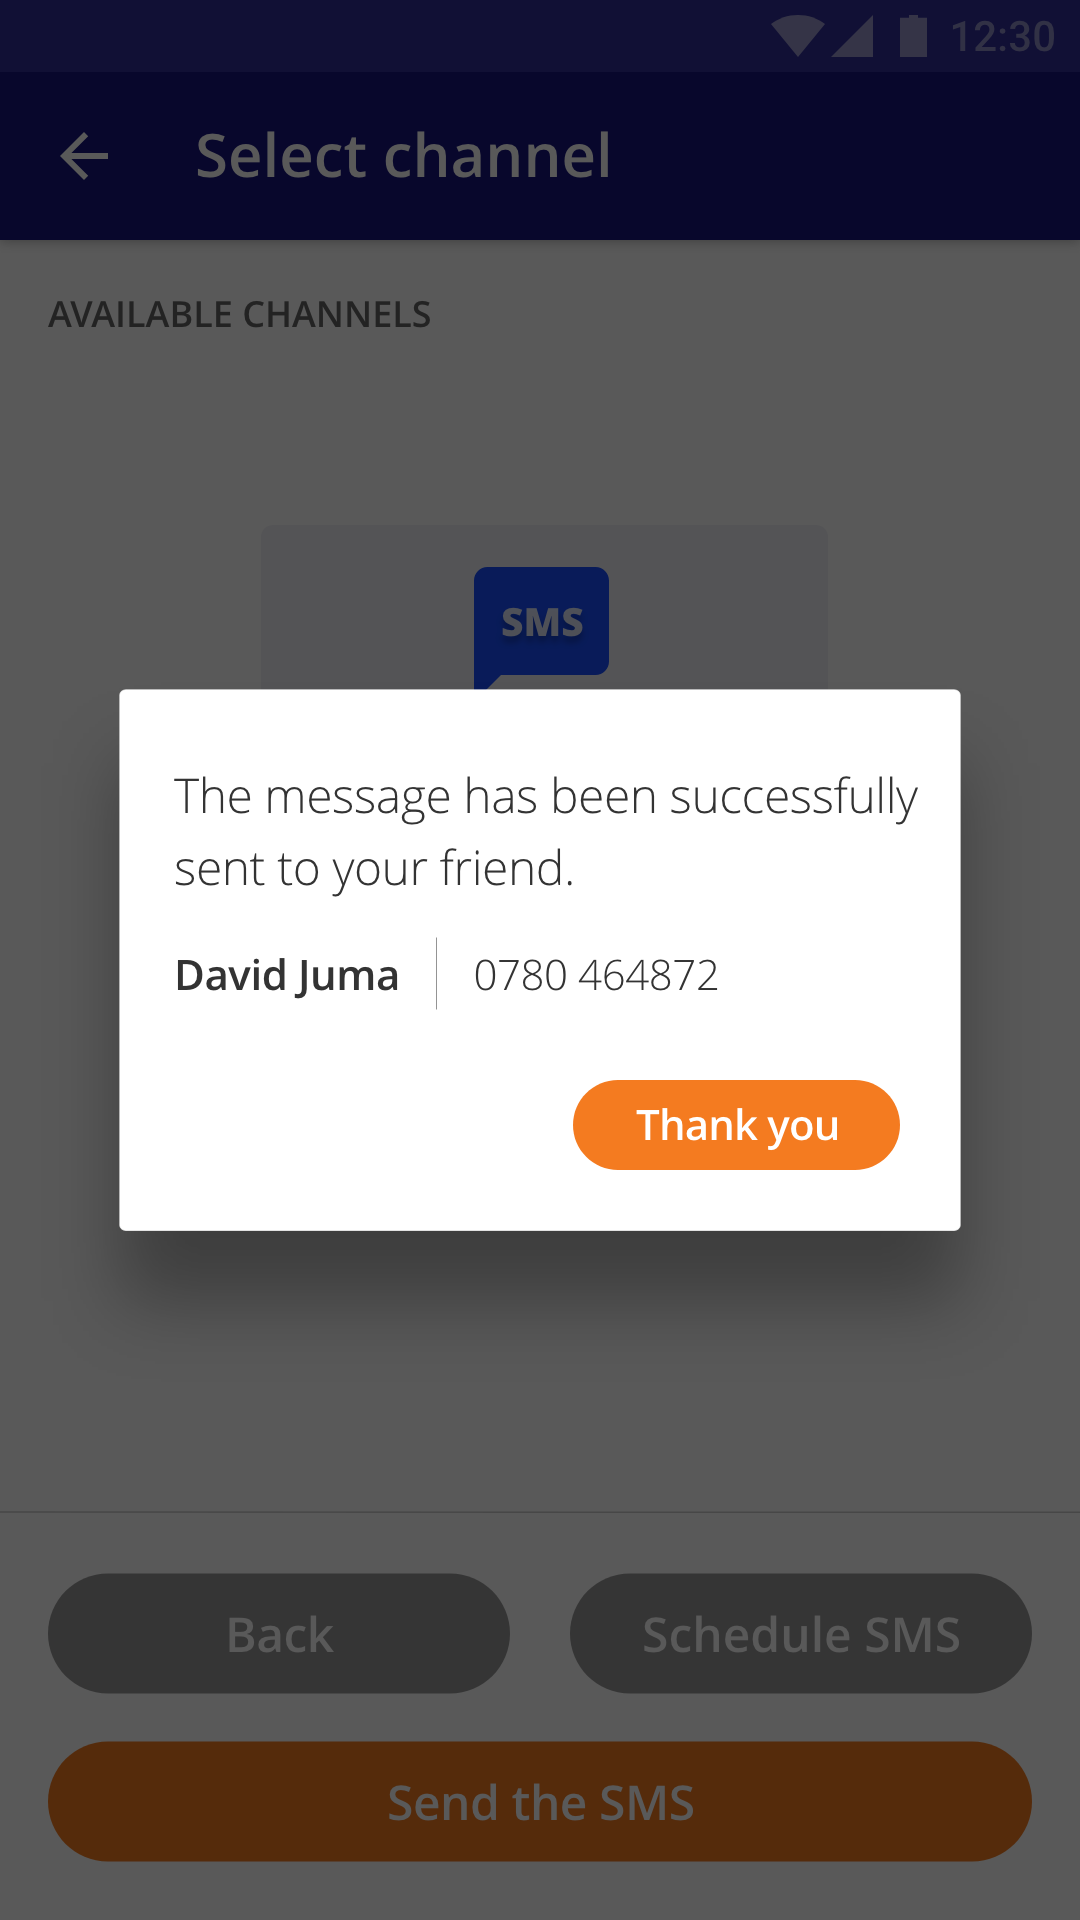 12:30
Select channel
AVAILABLE CHANNELS
SMS
The message has been successfully
sent to your friend.
David Juma 0780 464872
Thank you
Back Schedule SMS
Send the SMS